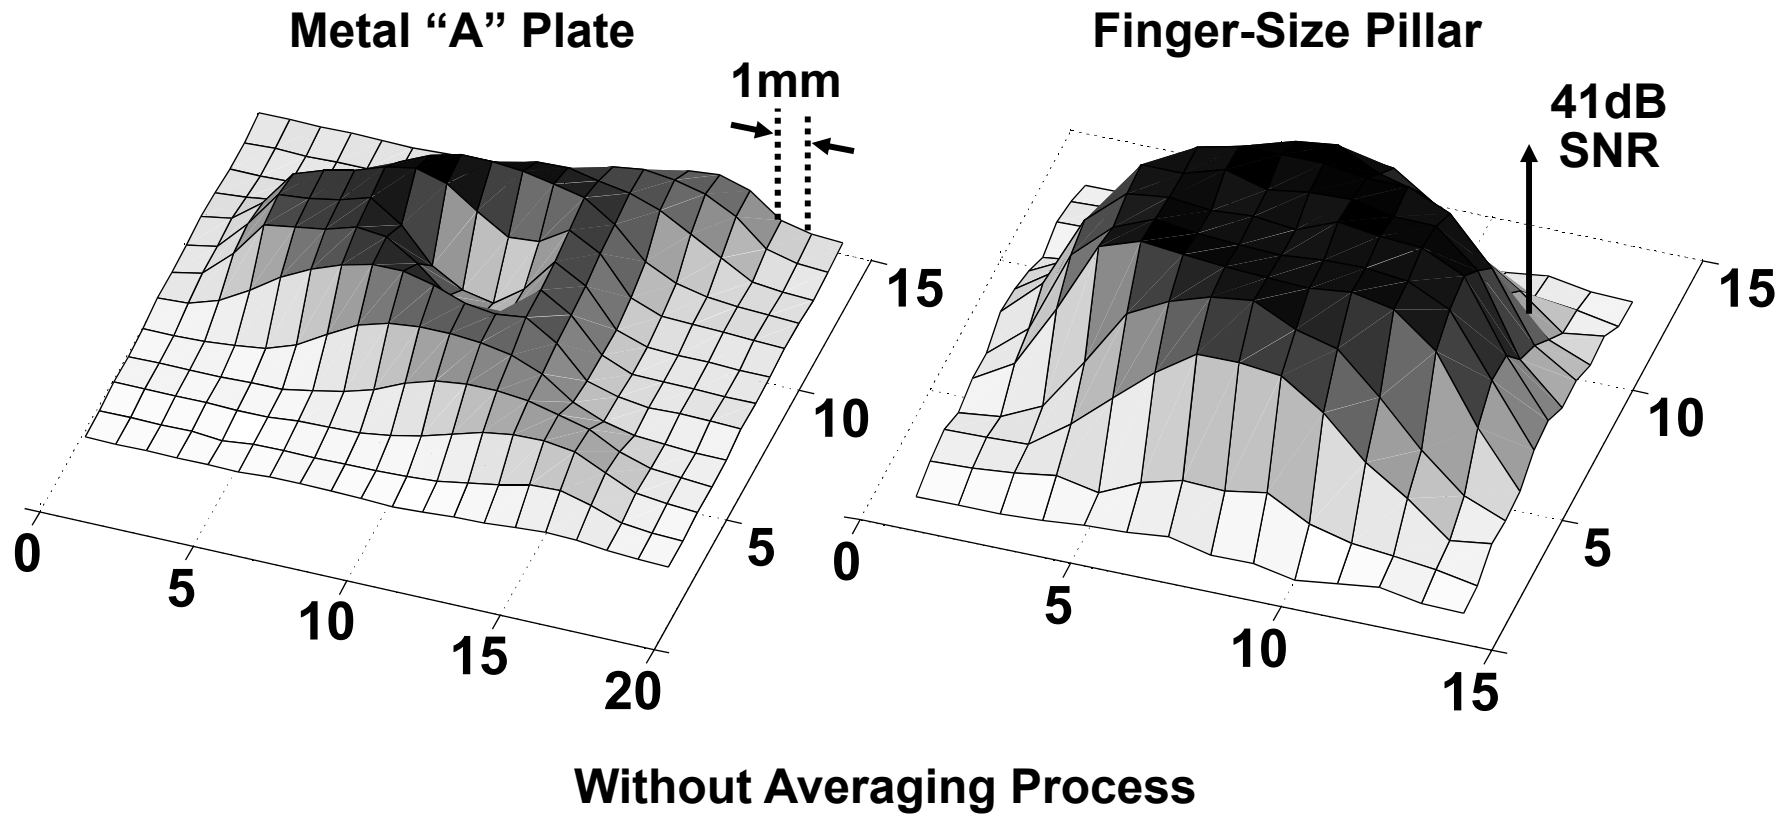 Metal “A” Plate
Finger-Size Pillar
1mm
41dB
SNR
15
10
5
0
5
10
15
20
15
10
5
0
5
10
15
Without Averaging Process